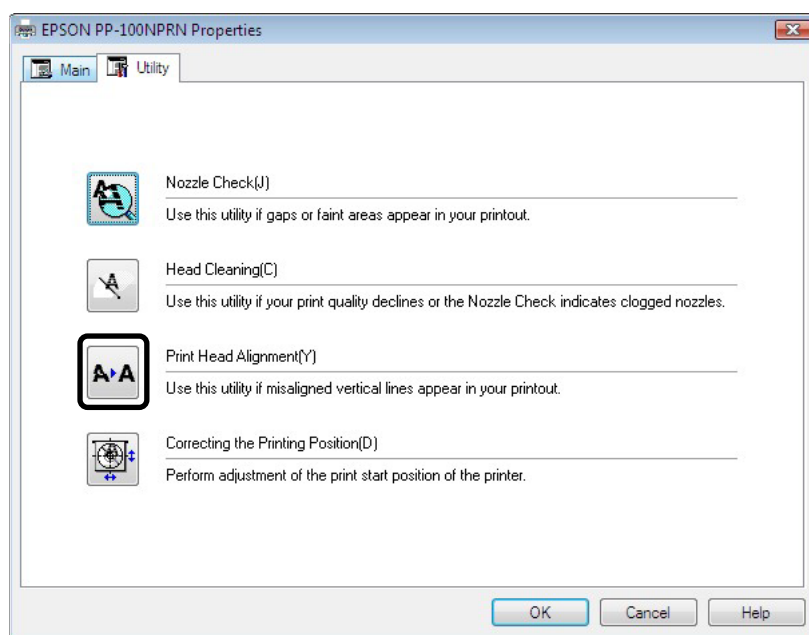 EPSON PP-100NPRN Properties
Main Utility
Nozzle Check(J)
Use this utility if gaps or faint areas appear in your printout.
Head Cleaning(C)
Use this utility if your print quality declines or the Nozzle Check indicates clogged nozzles.
Print Head Alignment(Y)
Use this utility if misaligned vertical lines appear in your printout.
Correcting the Printing Position(D)
Perform adjustment of the print start position of the printer.
OK Cancel Help